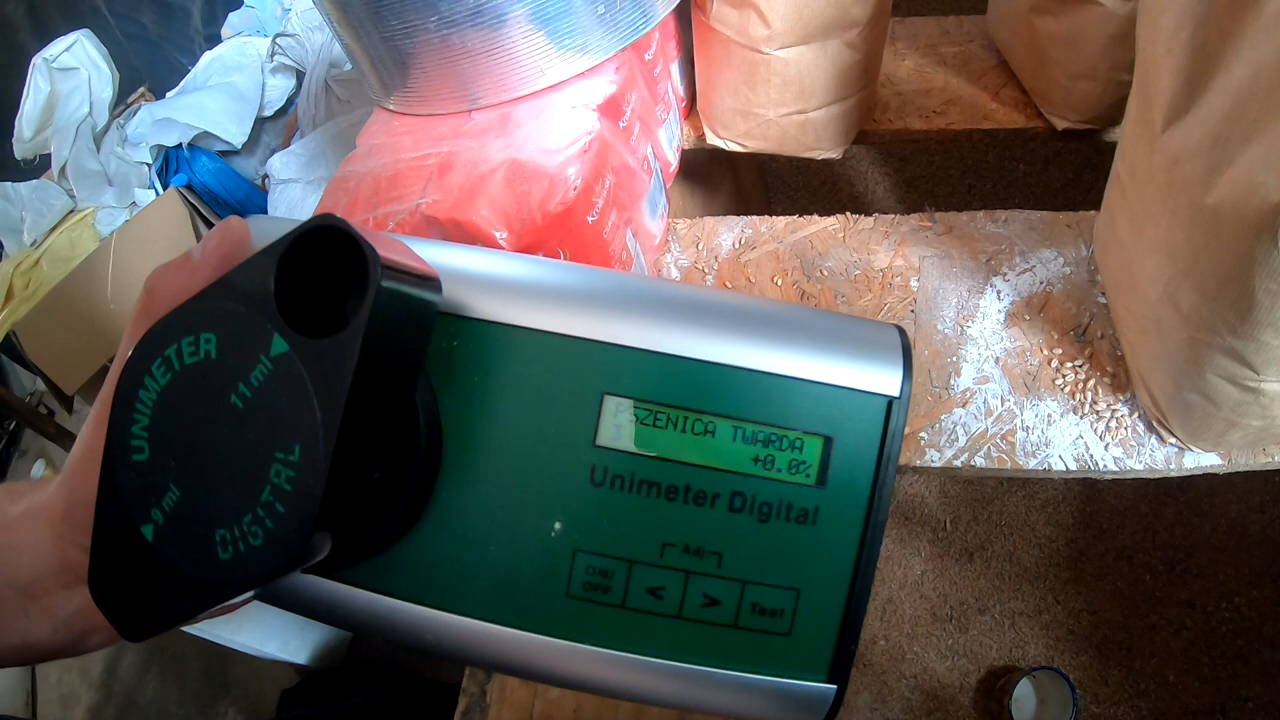 UNIMETER
11 ml
9 ml
DIGITAL
PSZENICA TWARDA
+0.0%
Unimeter Digital
Adj
ON/
OFF
<
>
Test